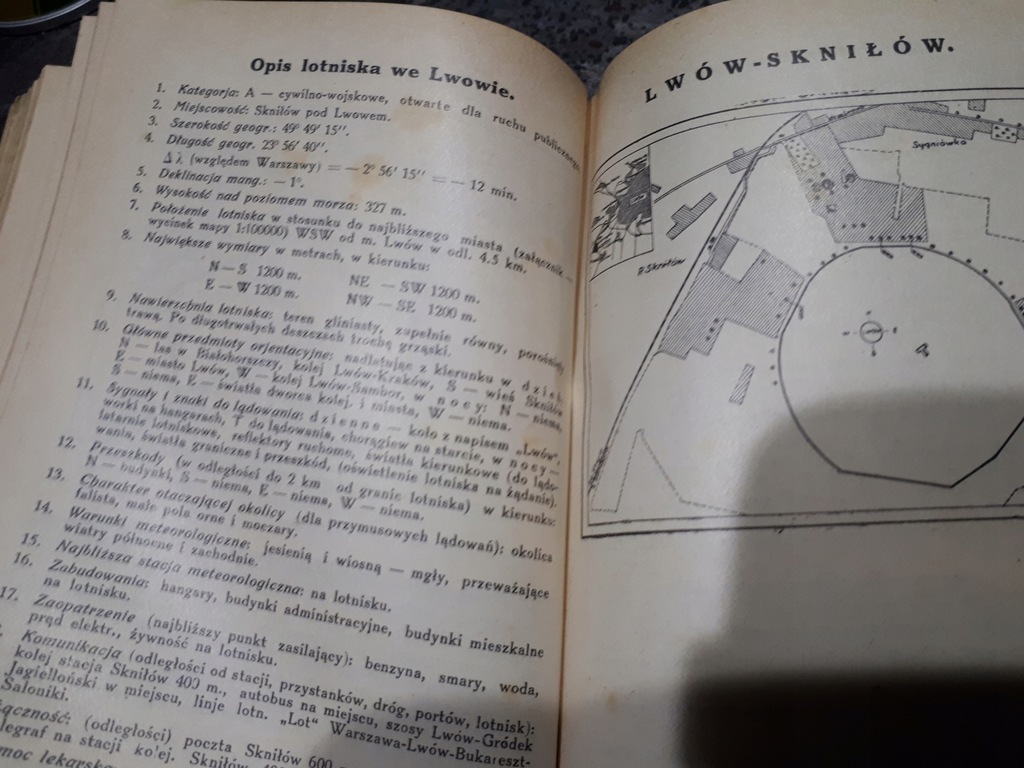 Opis lotniska we Lwowie.
1. Kategorja: A — cywilno-wojskowe, otwarte dla ruchu publicznego.
2. Miejscowość: Skniłów pod Lwowem.
3. Szerokość geogr.: 49° 49' 15".
4. Długość geogr. 23° 56' 40".
Δ λ (względem Warszawy) = — 2° 56' 15" = — 12 min.
5. Deklinacja mang.: — 1°.
6. Wysokość nad poziomem morza: 327 m.
7. Położenie lotniska w stosunku do najbliższego miasta (załącznik —
wycinek mapy 1:100000) WSW od m. Lwów w odl. 4.5 km.
8. Największe wymiary w metrach, w kierunku:
N—S 1200 m. NE — SW 1200 m.
E — W 1200 m. NW — SE 1200 m.
9. Nawierzchnia lotniska: teren gliniasty, zupełnie równy, porośnięty
trawą. Po długotrwałych deszczach trochę grząski.
10. Główne przedmioty orjentacyjne: nadlatując z kierunku w dzień:
N — las w Białohorszczy, kolej Lwów-Kraków, S — wieś Skniłów
E — miasto Lwów, W — kolej Lwów-Sambor, w nocy: N — niema,
S — niema, E — światła dworca kolej. i miasta, W — niema.
11. Sygnały i znaki do lądowania: dzienne — koło z napisem „Lwów",
worki na hangarach, T do lądowania, chorągiew na starcie, w nocy —
latarnie lotniskowe, reflektory ruchome, światła kierunkowe (do lądo-
wania, światła graniczne i przeszkód, (oświetlenie lotniska na żądanie).
12. Przeszkody (w odległości do 2 km od granic lotniska) w kierunku:
N — budynki, S — niema, E — niema, W — niema.
13. Charakter otaczającej okolicy (dla przymusowych lądowań): okolica
falista, małe pola orne i moczary.
14. Warunki meteorologiczne: jesienią i wiosną — mgły, przeważające
wiatry północne i zachodnie.
15. Najbliższa stacja meteorologiczna: na lotnisku.
16. Zabudowania: hangary, budynki administracyjne, budynki mieszkalne
na lotnisku.
17. Zaopatrzenie (najbliższy punkt zasilający): benzyna, smary, woda,
prąd elektr., żywność na lotnisku.
Komunikacja (odległości od stacji, przystanków, dróg, portów, lotnisk):
kolej stacja Skniłów 400 m., autobus na miejscu, szosy Lwów-Gródek
Jagielloński w miejscu, linje lotn. „Lot" Warszawa-Lwów-Bukareszt-
Saloniki.
(odległości) poczta Skniłów 600
na stacji kolej. Skniłów
LWÓW-SKNIŁÓW.
Sygniówka